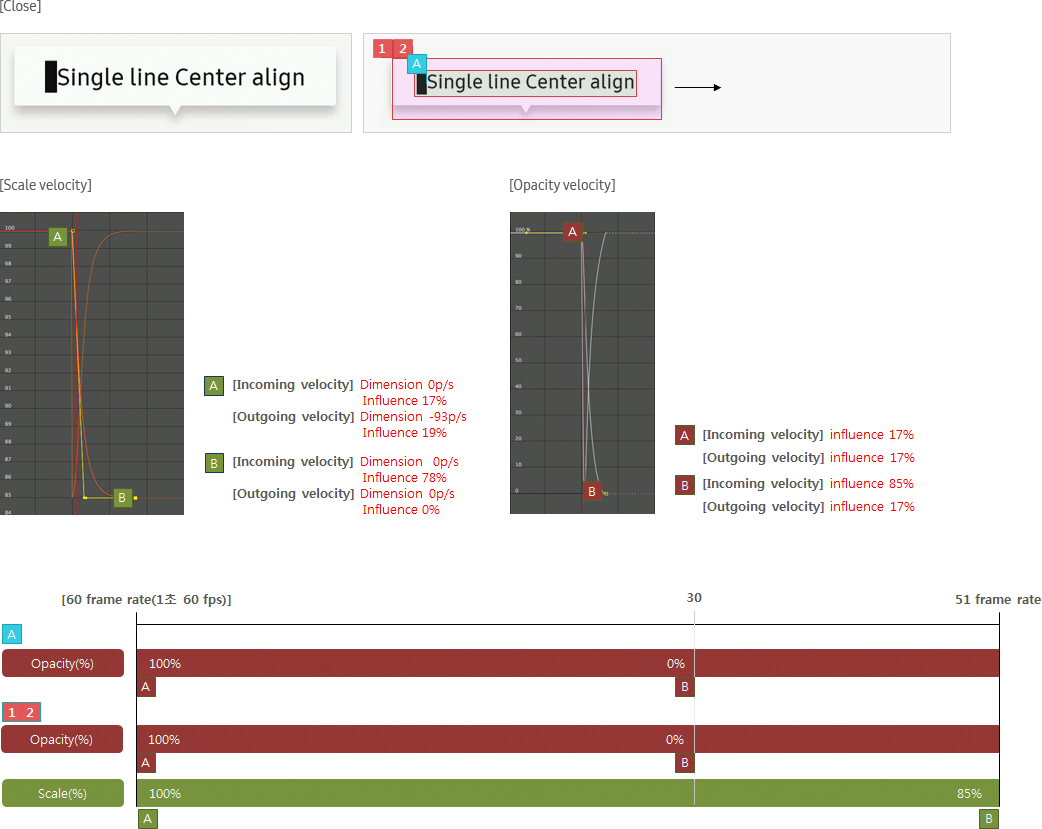 [Close]
Single line Center align
1 2
A
Single line Center align
[Scale velocity]
[Opacity velocity]
100
99
98
97
96
95
94
93
92
91
90
89
88
87
86
85
84
A
B
100 %
90
80
70
60
50
40
30
20
10
0
A
B
A [Incoming velocity] Dimension 0p/s
Influence 17%
[Outgoing velocity] Dimension -93p/s
Influence 19%
B [Incoming velocity] Dimension 0p/s
Influence 78%
[Outgoing velocity] Dimension 0p/s
Influence 0%
A [Incoming velocity] influence 17%
[Outgoing velocity] influence 17%
B [Incoming velocity] influence 85%
[Outgoing velocity] influence 17%
[60 frame rate(1초 60 fps)]
30
51 frame rate
A
Opacity(%) 100% 0%
A B
1 2
Opacity(%) 100% 0%
A B
Scale(%) 100% 85%
A B